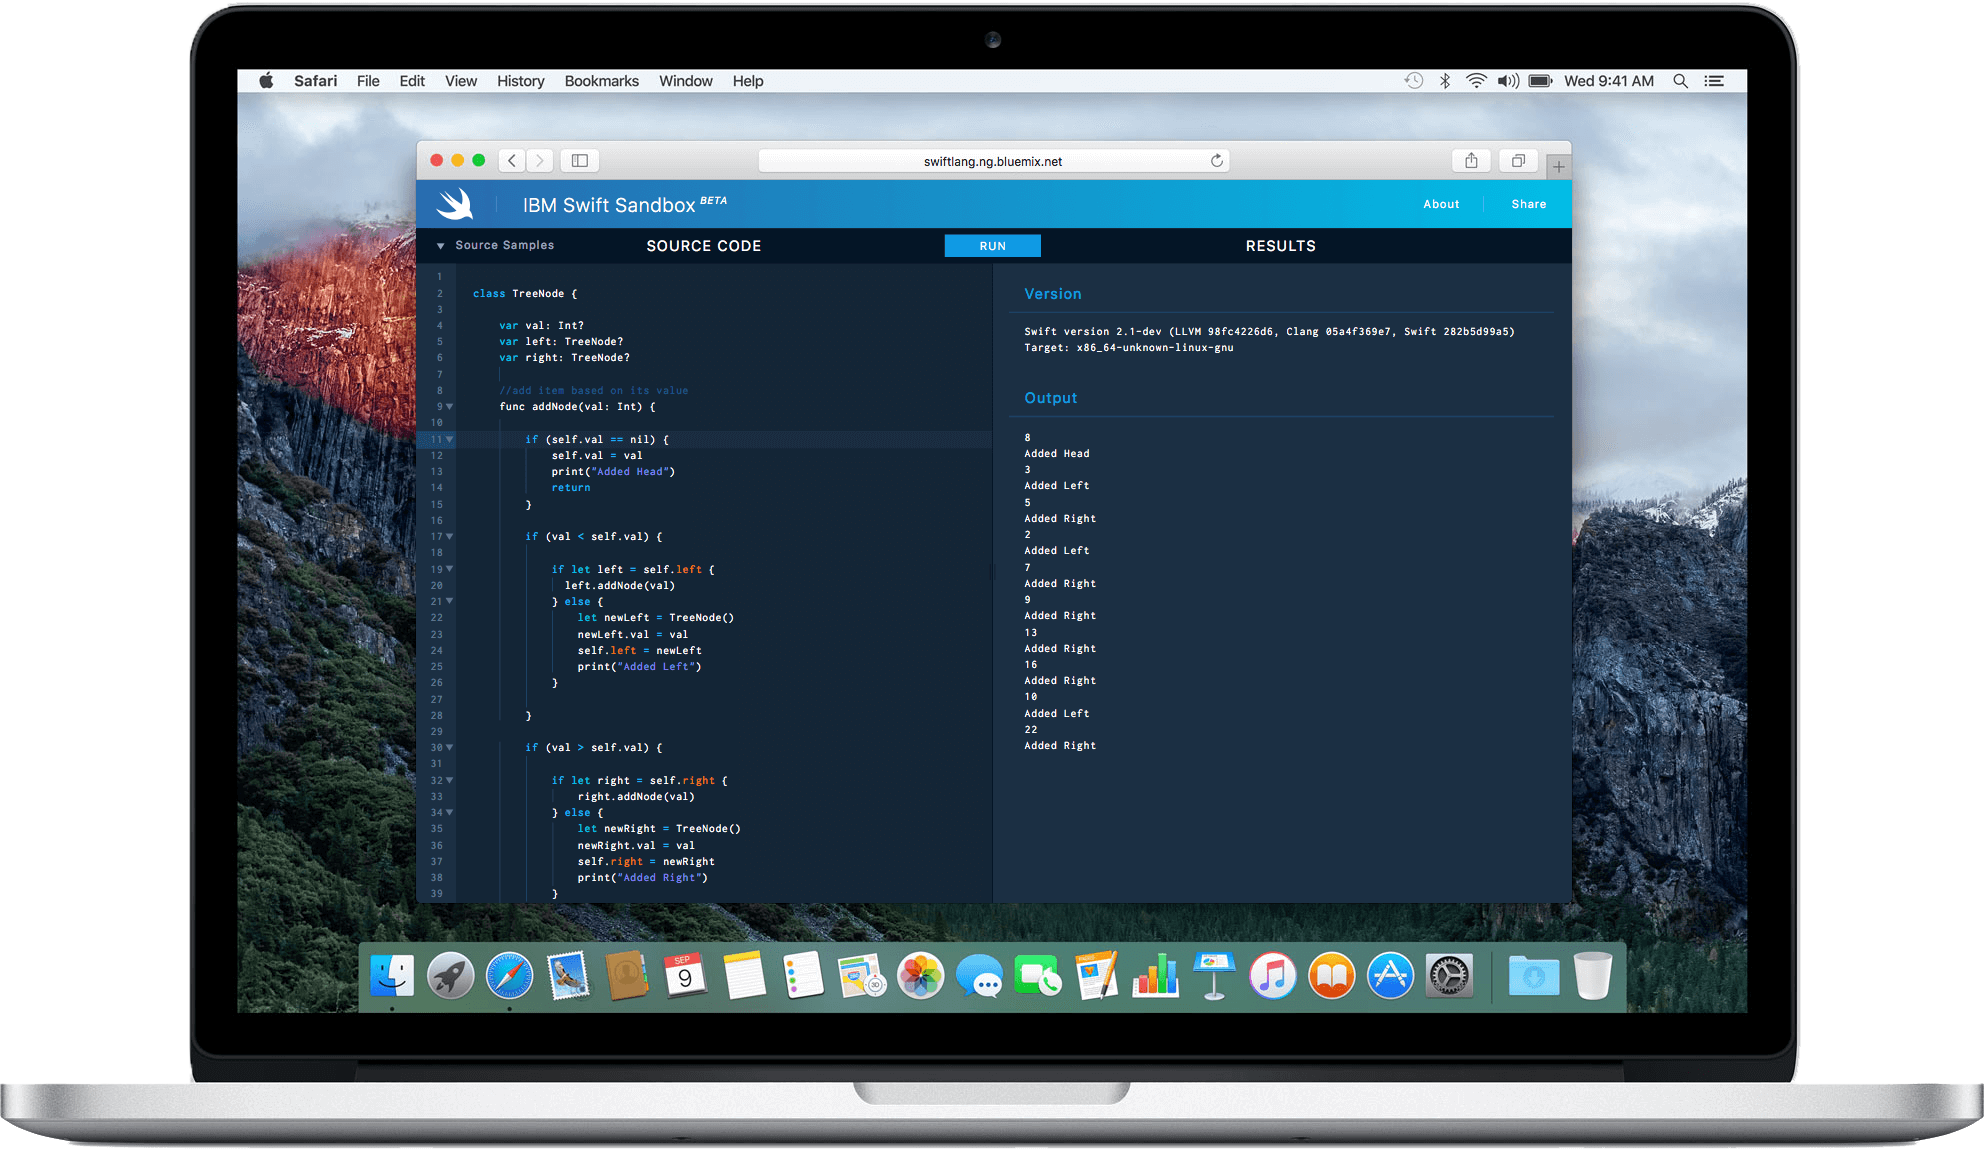 Safari File Edit View History Bookmarks Window Help Wed 9:41 AM
swiftlang.ng.bluemix.net
IBM Swift Sandbox BETA About Share
Source Samples SOURCE CODE RUN RESULTS
1
2 class TreeNode {
3
4 var val: Int?
5 var left: TreeNode?
6 var right: TreeNode?
7
8 //add item based on its value
9 func addNode(val: Int) {
10
11 if (self.val == nil) {
12 self.val = val
13 print("Added Head")
14 return
15 }
16
17 if (val < self.val) {
18
19 if let left = self.left {
20 left.addNode(val)
21 } else {
22 let newLeft = TreeNode()
23 newLeft.val = val
24 self.left = newLeft
25 print("Added Left")
26 }
27
28 }
29
30 if (val > self.val) {
31
32 if let right = self.right {
33 right.addNode(val)
34 } else {
35 let newRight = TreeNode()
36 newRight.val = val
37 self.right = newRight
38 print("Added Right")
39 }
Version
Swift version 2.1-dev (LLVM 98fc4226d6, Clang 05a4f369e7, Swift 282b5d99a5)
Target: x86_64-unknown-linux-gnu
Output
8
Added Head
3
Added Left
5
Added Right
2
Added Left
7
Added Right
9
Added Right
13
Added Right
16
Added Right
10
Added Left
22
Added Right
SEP
9
30